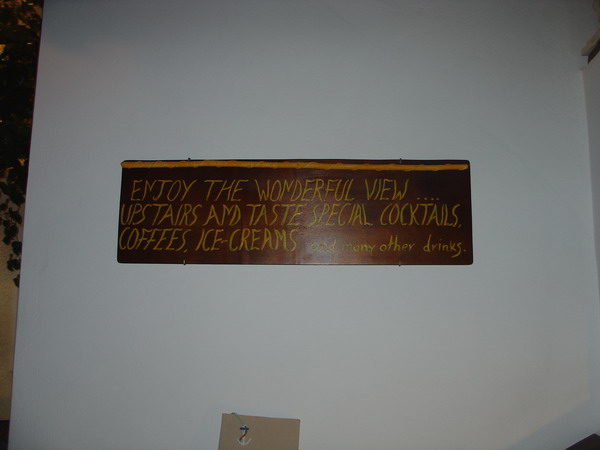 ENJOY THE WONDERFUL VIEW ....
UPSTAIRS AND TASTE SPECIAL COCKTAILS,
COFFEES, ICE-CREAMS and many other drinks.